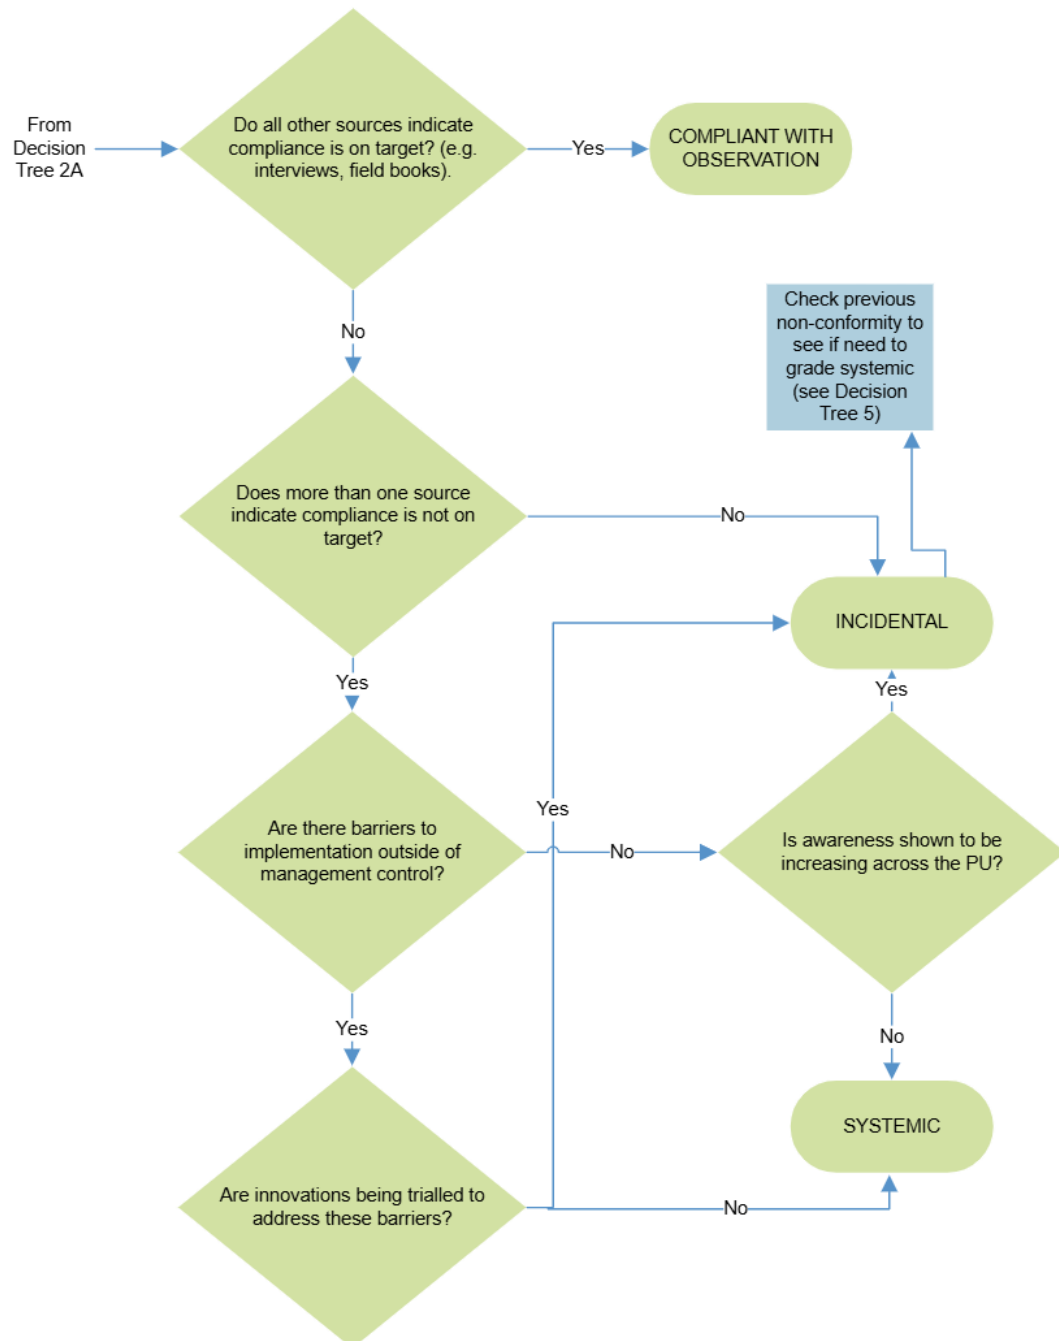 From
Decision
Tree 2A
Do all other sources indicate
compliance is on target? (e.g.
interviews, field books).
Yes
COMPLIANT WITH
OBSERVATION
No
Check previous
non-conformity to
see if need to
grade systemic
(see Decision
Tree 5)
Does more than one source
indicate compliance is not on
target?
No
INCIDENTAL
Yes
Yes
Are there barriers to
implementation outside of
management control?
Yes
No
Is awareness shown to be
increasing across the PU?
Yes
No
SYSTEMIC
Are innovations being trialled to
address these barriers?
No